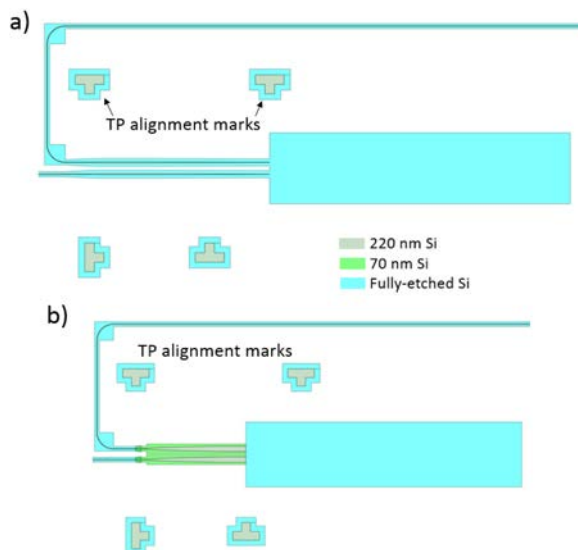 a)
TP alignment marks
220 nm Si
70 nm Si
Fully-etched Si
b)
TP alignment marks